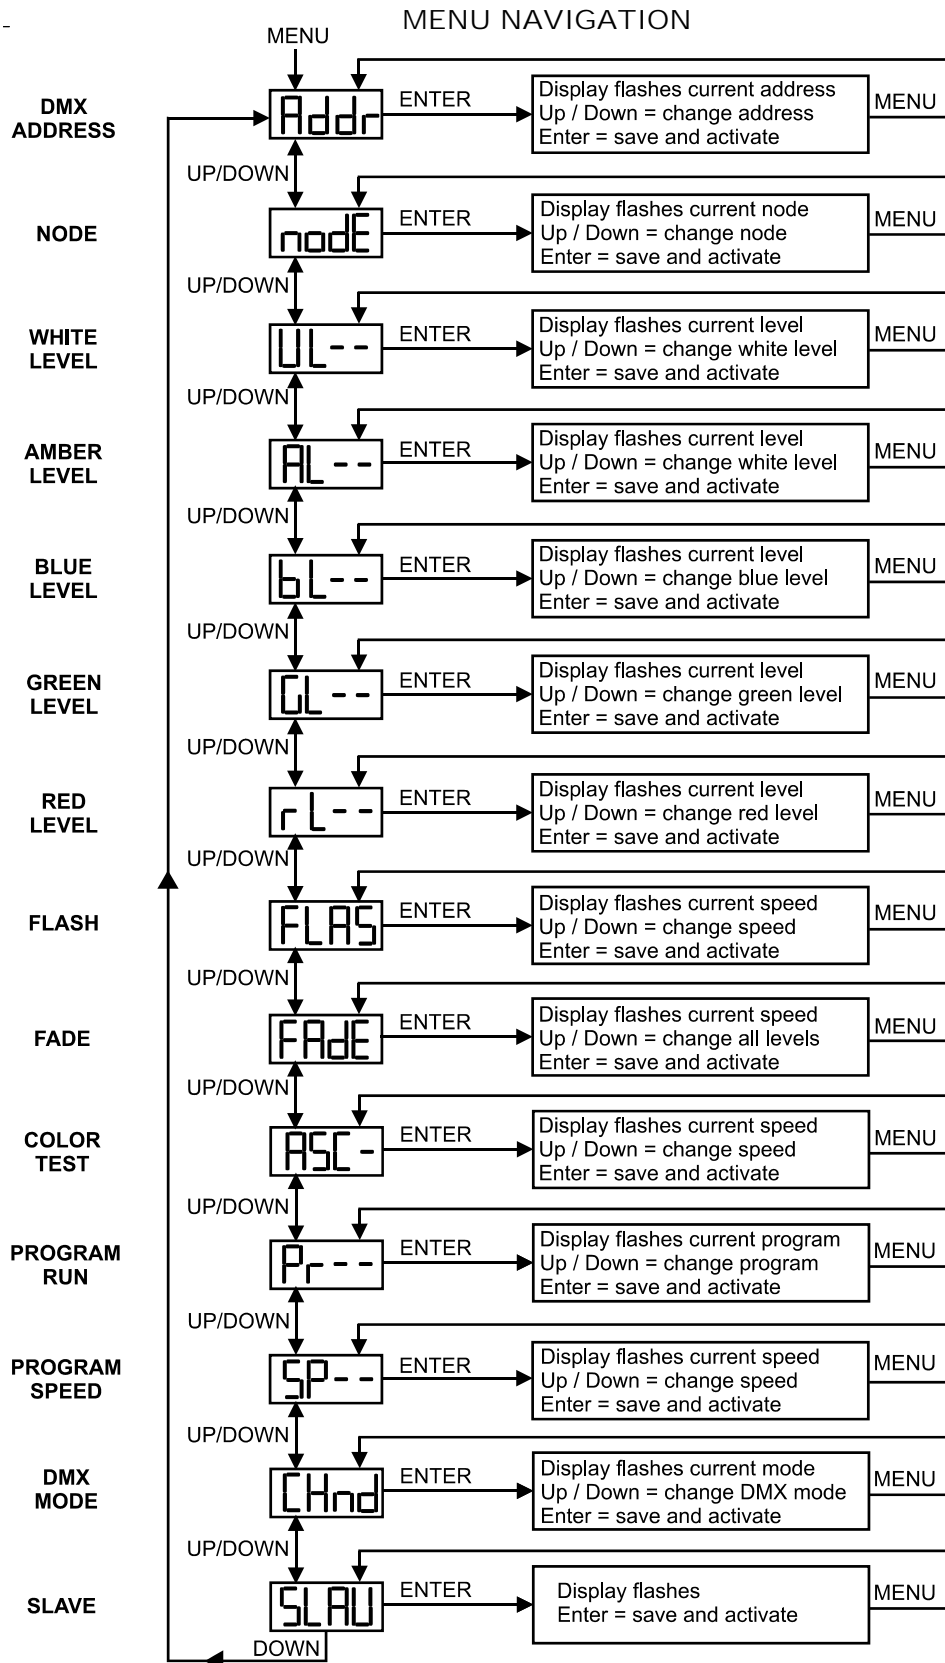 MENU NAVIGATION
MENU
DMX
ADDRESS
Addr
ENTER
Display flashes current address
Up / Down = change address
Enter = save and activate
MENU
UP/DOWN
NODE
nodE
ENTER
Display flashes current node
Up / Down = change node
Enter = save and activate
MENU
UP/DOWN
WHITE
LEVEL
UL--
ENTER
Display flashes current level
Up / Down = change white level
Enter = save and activate
MENU
UP/DOWN
AMBER
LEVEL
AL--
ENTER
Display flashes current level
Up / Down = change white level
Enter = save and activate
MENU
UP/DOWN
BLUE
LEVEL
bL--
ENTER
Display flashes current level
Up / Down = change blue level
Enter = save and activate
MENU
UP/DOWN
GREEN
LEVEL
GL--
ENTER
Display flashes current level
Up / Down = change green level
Enter = save and activate
MENU
UP/DOWN
RED
LEVEL
rL--
ENTER
Display flashes current level
Up / Down = change red level
Enter = save and activate
MENU
UP/DOWN
FLASH
FLAS
ENTER
Display flashes current speed
Up / Down = change speed
Enter = save and activate
MENU
UP/DOWN
FADE
FAdE
ENTER
Display flashes current speed
Up / Down = change all levels
Enter = save and activate
MENU
UP/DOWN
COLOR
TEST
ASC-
ENTER
Display flashes current speed
Up / Down = change speed
Enter = save and activate
MENU
UP/DOWN
PROGRAM
RUN
Pr--
ENTER
Display flashes current program
Up / Down = change program
Enter = save and activate
MENU
UP/DOWN
PROGRAM
SPEED
SP--
ENTER
Display flashes current speed
Up / Down = change speed
Enter = save and activate
MENU
UP/DOWN
DMX
MODE
CHnd
ENTER
Display flashes current mode
Up / Down = change DMX mode
Enter = save and activate
MENU
UP/DOWN
SLAVE
SLAU
ENTER
Display flashes
Enter = save and activate
MENU
DOWN